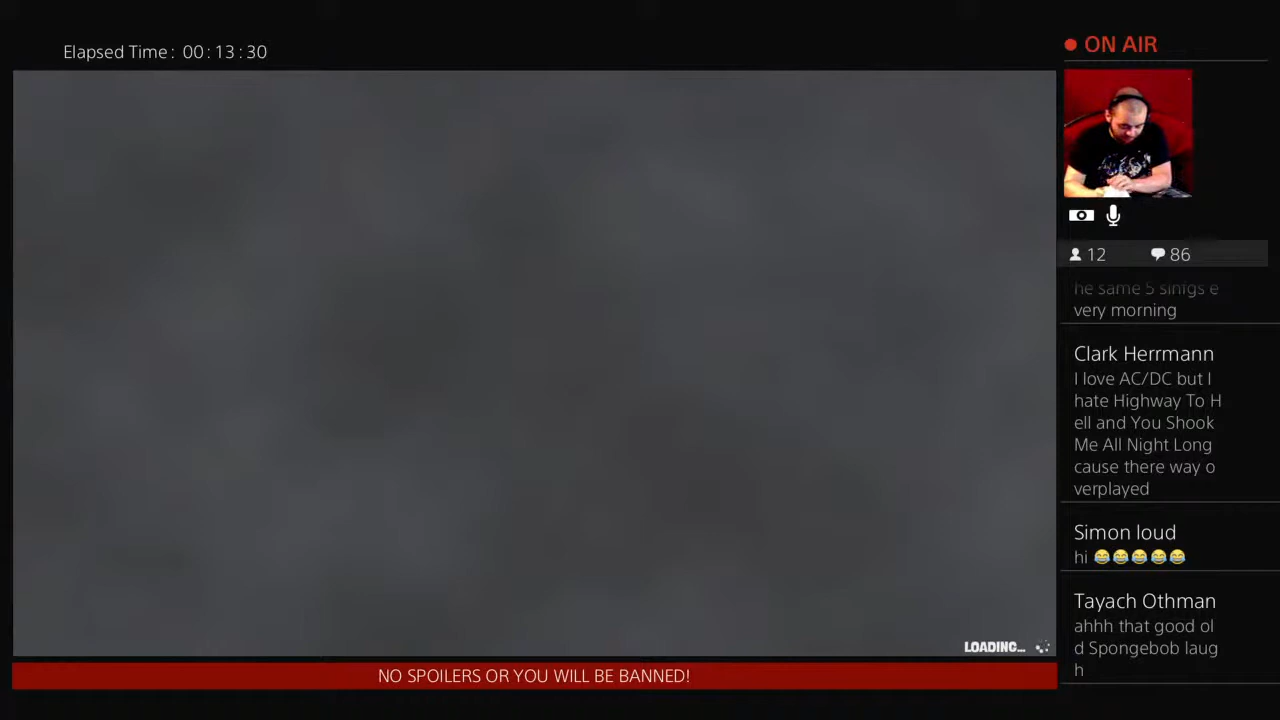 Elapsed Time: 00:13:30
ON AIR
12 86
he same 5 sinfgs e
very morning
Clark Herrmann
I love AC/DC but I
hate Highway To H
ell and You Shook
Me All Night Long
cause there way o
verplayed
Simon loud
hi 😂😂😂😂😂
Tayach Othman
ahhh that good ol
d Spongebob laug
h
LOADING...
NO SPOILERS OR YOU WILL BE BANNED!